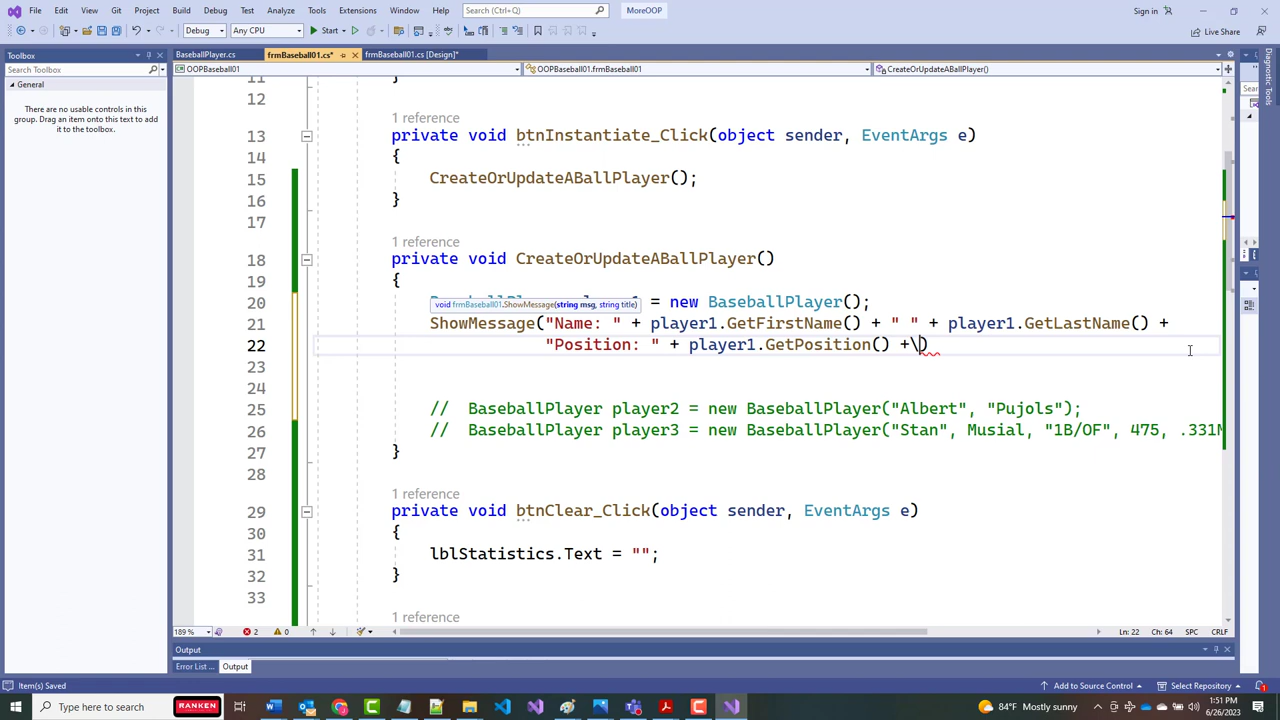 File Edit View Git Project Build Debug Test Analyze Tools Extensions Window Help Search (Ctrl+Q) MoreOOP Sign in
Debug Any CPU Start Live Share
Toolbox BaseballPlayer.cs frmBaseball01.cs* frmBaseball01.cs [Design]*
Search Toolbox OOPBaseball01 OOPBaseball01.frmBaseball01 CreateOrUpdateABallPlayer()
General
There are no usable controls in this
group. Drag an item onto this text to add
it to the toolbox.
Diagnostic Tools
11 }
12
1 reference
13 private void btnInstantiate_Click(object sender, EventArgs e)
14 {
15 CreateOrUpdateABallPlayer();
16 }
17
1 reference
18 private void CreateOrUpdateABallPlayer()
19 {
void frmBaseball01.ShowMessage(string msg, string title)
20 = new BaseballPlayer();
21 ShowMessage("Name: " + player1.GetFirstName() + " " + player1.GetLastName() +
22 "Position: " + player1.GetPosition() +\)
23
24
25 // BaseballPlayer player2 = new BaseballPlayer("Albert", "Pujols");
26 // BaseballPlayer player3 = new BaseballPlayer("Stan", Musial, "1B/OF", 475, .331M
27 }
28
1 reference
29 private void btnClear_Click(object sender, EventArgs e)
30 {
31 lblStatistics.Text = "";
32 }
33
1 reference
189 % 2 0 Ln: 22 Ch: 64 SPC CRLF
Output
Error List ... Output
Item(s) Saved Add to Source Control Select Repository 1
Type here to search RANKEN 84°F Mostly sunny 1:51 PM
6/26/2023